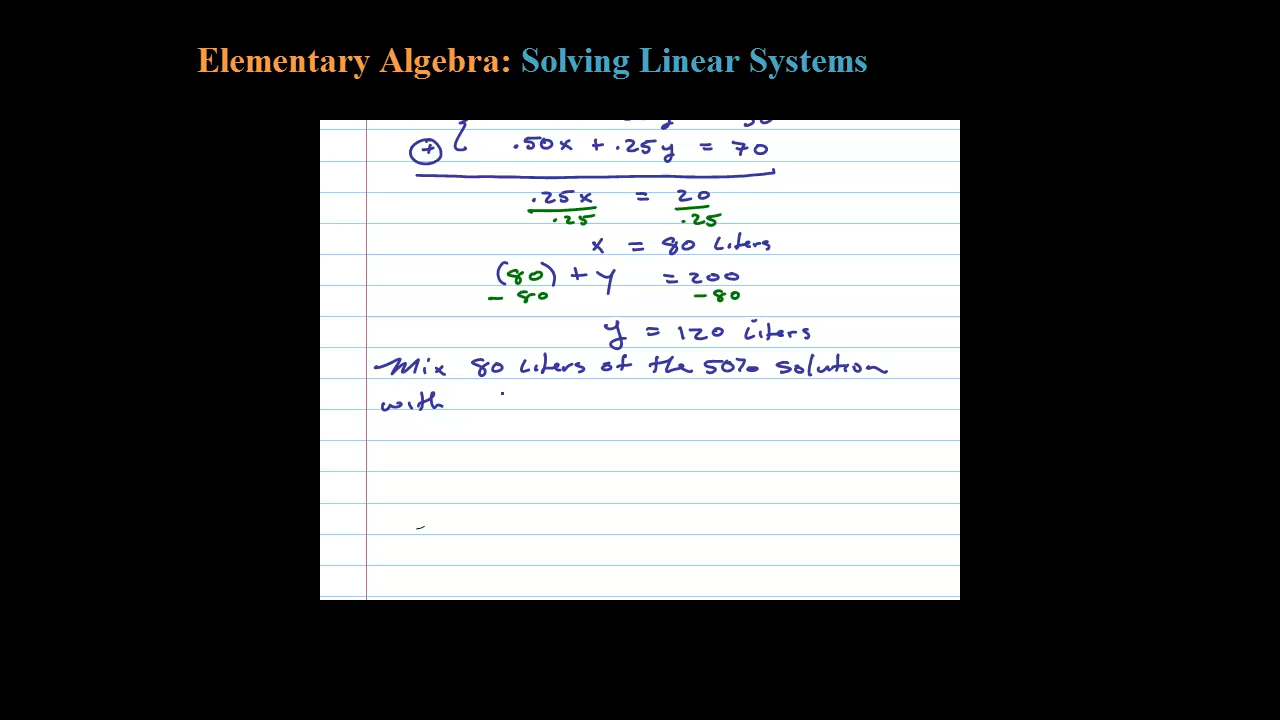 Elementary Algebra: Solving Linear Systems
.50x + .25y = 70
.25x = 20
.25 .25
x = 80 Liters
(80) + y = 200
- 80 - 80
y = 120 Liters
Mix 80 Liters of the 50% solution
with